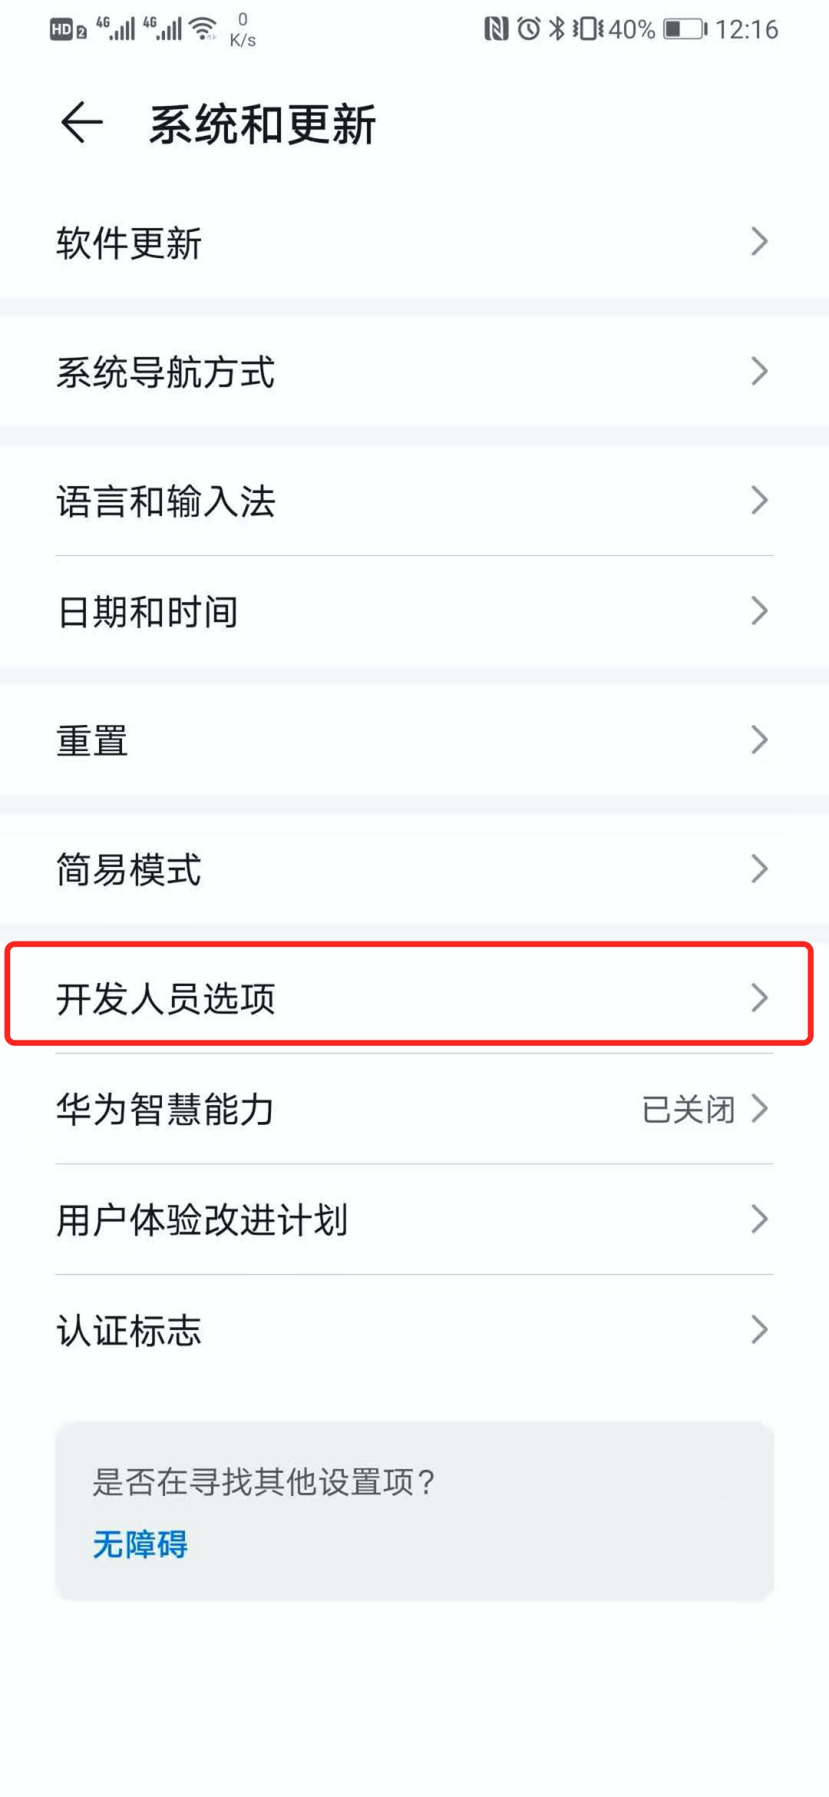 HD 2 4G 4G 0 K/s 40% 12:16
系统和更新
软件更新
系统导航方式
语言和输入法
日期和时间
重置
简易模式
开发人员选项
华为智慧能力 已关闭
用户体验改进计划
认证标志
是否在寻找其他设置项？
无障碍